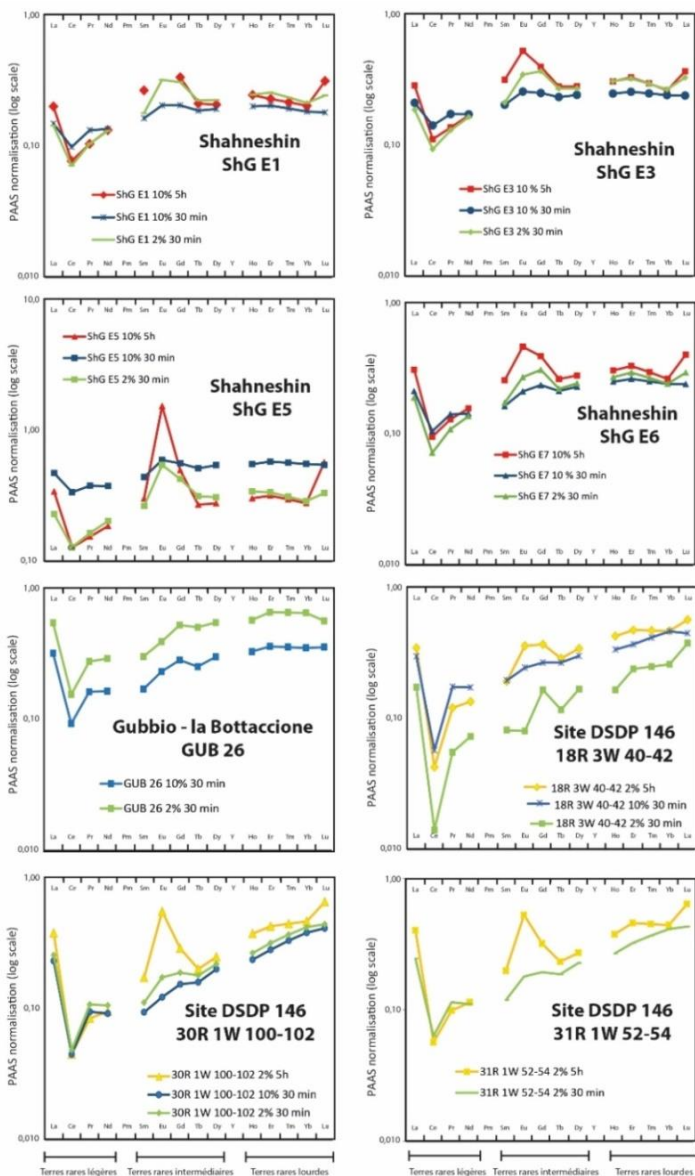 La Ce Pr Nd Pm Sm Eu Gd Tb Dy Y Ho Er Tm Yb Lu
1,00
0,10
0,010
PAAS normalisation (log scale)
Shahneshin
ShG E1
ShG E1 10% 5h
ShG E1 10% 30 min
ShG E1 2% 30 min
La Ce Pr Nd Pm Sm Eu Gd Tb Dy Y Ho Er Tm Yb Lu
1,00
0,10
0,010
PAAS normalisation (log scale)
Shahneshin
ShG E3
ShG E3 10 % 5h
ShG E3 10 % 30 min
ShG E3 2% 30 min
La Ce Pr Nd Pm Sm Eu Gd Tb Dy Y Ho Er Tm Yb Lu
10,0
1,00
0,10
PAAS normalisation (log scale)
ShG E5 10% 5h
ShG E5 10% 30 min
ShG E5 2% 30 min
Shahneshin
ShG E5
La Ce Pr Nd Pm Sm Eu Gd Tb Dy Y Ho Er Tm Yb Lu
1,00
0,10
0,010
PAAS normalisation (log scale)
Shahneshin
ShG E6
ShG E7 10% 5h
ShG E7 10 % 30 min
ShG E7 2% 30 min
La Ce Pr Nd Pm Sm Eu Gd Tb Dy Y Ho Er Tm Yb Lu
1,00
0,10
0,010
PAAS normalisation (log scale)
Gubbio - la Bottaccione
GUB 26
GUB 26 10% 30 min
GUB 26 2% 30 min
La Ce Pr Nd Pm Sm Eu Gd Tb Dy Y Ho Er Tm Yb Lu
1,00
0,10
0,010
PAAS normalisation (log scale)
Site DSDP 146
18R 3W 40-42
18R 3W 40-42 2% 5h
18R 3W 40-42 10% 30 min
18R 3W 40-42 2% 30 min
La Ce Pr Nd Pm Sm Eu Gd Tb Dy Y Ho Er Tm Yb Lu
1,00
0,10
0,010
PAAS normalisation (log scale)
Site DSDP 146
30R 1W 100-102
30R 1W 100-102 2% 5h
30R 1W 100-102 10% 30 min
30R 1W 100-102 2% 30 min
La Ce Pr Nd Pm Sm Eu Gd Tb Dy Y Ho Er Tm Yb Lu
1,00
0,10
0,010
PAAS normalisation (log scale)
Site DSDP 146
31R 1W 52-54
31R 1W 52-54 2% 5h
31R 1W 52-54 2% 30 min
Terres rares légères Terres rares intermédiaires Terres rares lourdes
Terres rares légères Terres rares intermédiaires Terres rares lourdes